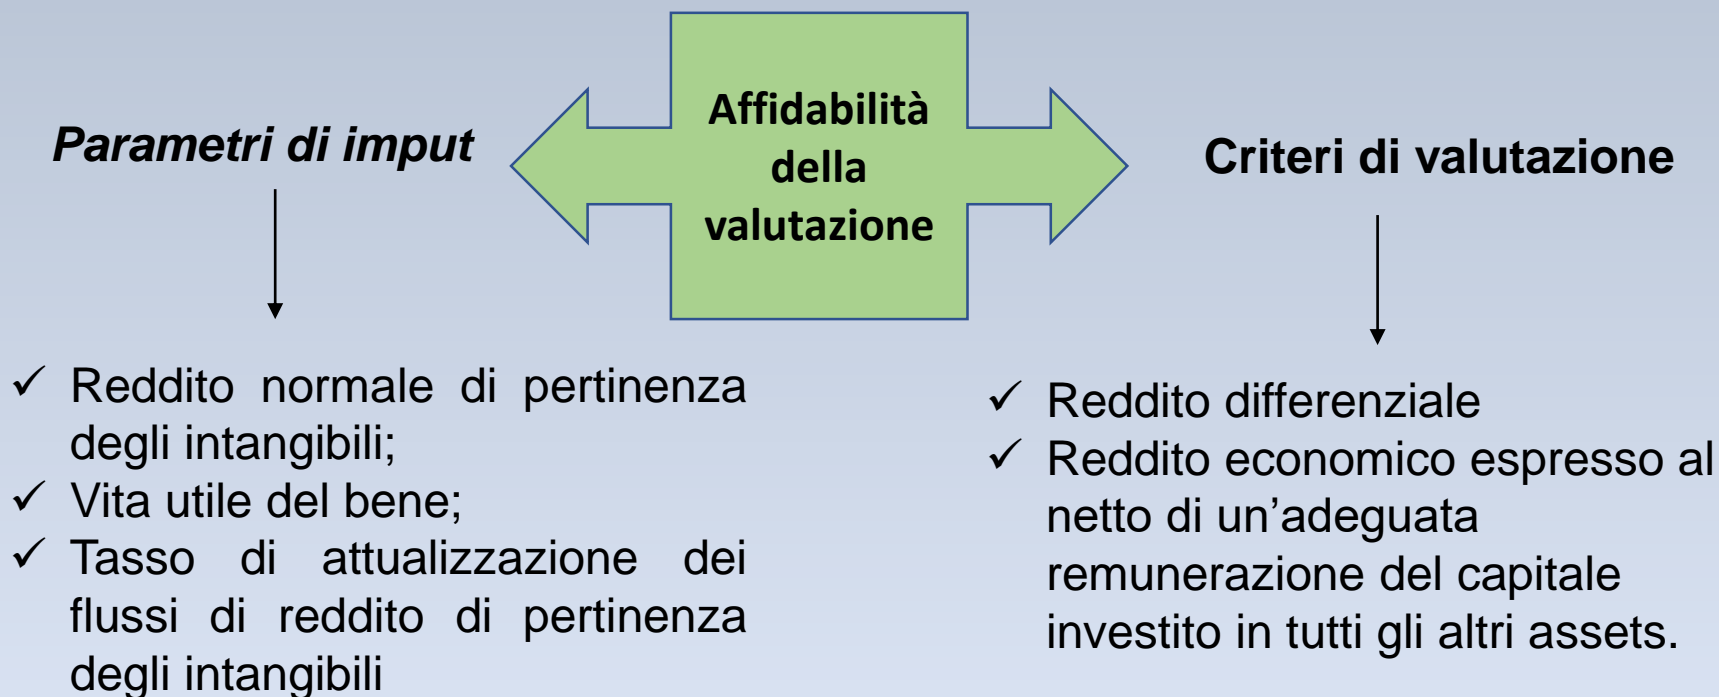 Affidabilità
della
valutazione
Parametri di imput
Criteri di valutazione
✓ Reddito normale di pertinenza
degli intangibili;
✓ Vita utile del bene;
✓ Tasso di attualizzazione dei
flussi di reddito di pertinenza
degli intangibili
✓ Reddito differenziale
✓ Reddito economico espresso al
netto di un’adeguata
remunerazione del capitale
investito in tutti gli altri assets.